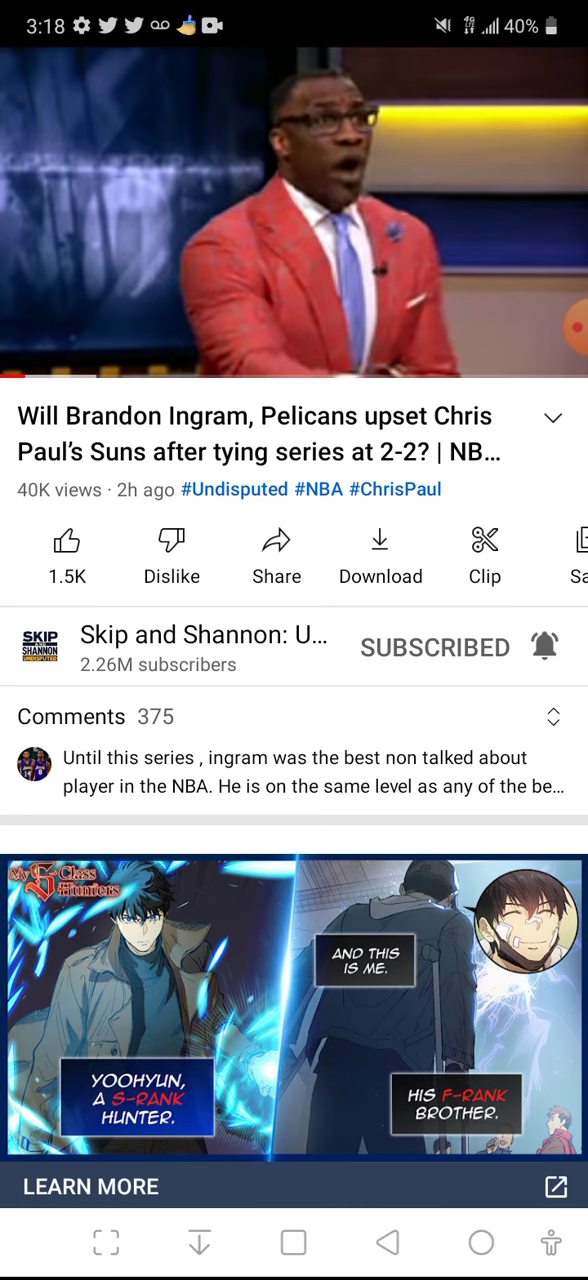 3:18
4G
40%
Will Brandon Ingram, Pelicans upset Chris
Paul's Suns after tying series at 2-2? | NB...
40K views · 2h ago #Undisputed #NBA #ChrisPaul
1.5K
Dislike
Share
Download
Clip
Sa
SKIP
AND
SHANNON
UNDISPUTED
Skip and Shannon: U...
2.26M subscribers
SUBSCRIBED
Comments 375
Until this series , ingram was the best non talked about
player in the NBA. He is on the same level as any of the be...
My S Class
Hunters
AND THIS
IS ME.
YOOHYUN,
A S-RANK
HUNTER.
HIS F-RANK
BROTHER.
LEARN MORE